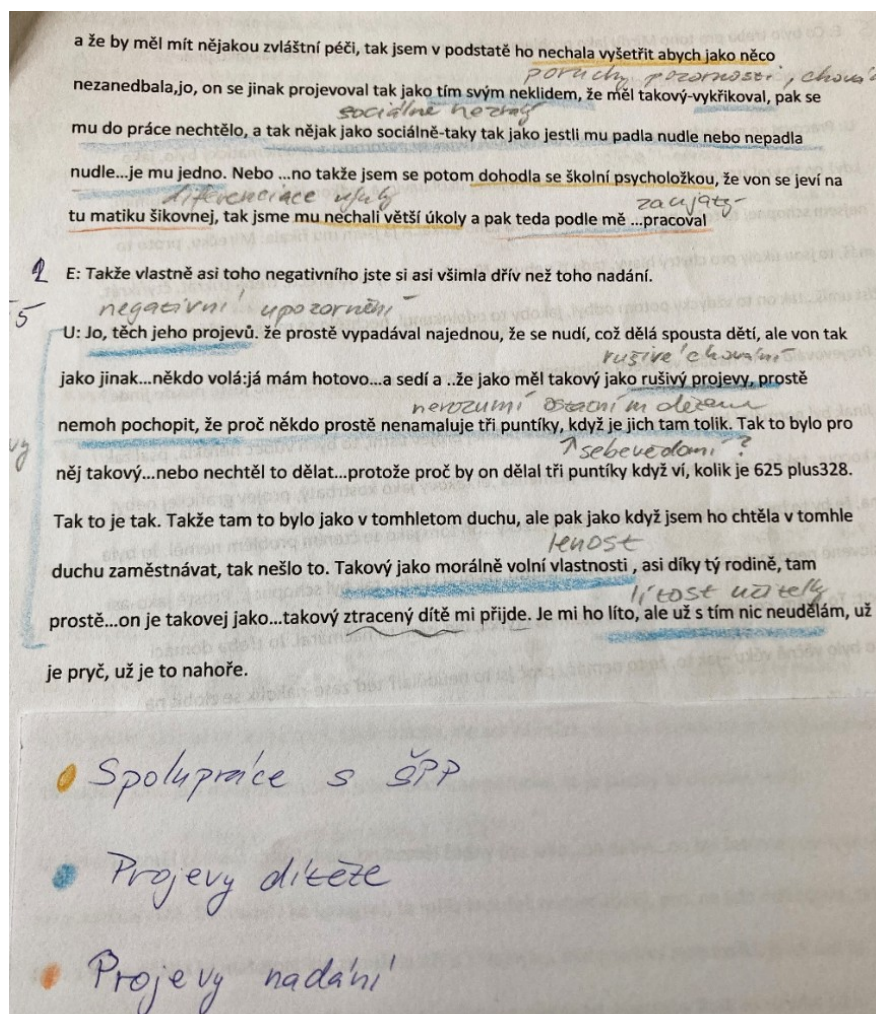 a že by měl mít nějakou zvláštní péči, tak jsem v podstatě ho nechala vyšetřit abych jako něco
poruchy pozornosti, chová
nezanedbala,jo, on se jinak projevoval tak jako tím svým neklidem, že měl takový-vykřikoval, pak se
sociálně nezralý
mu do práce nechtělo, a tak nějak jako sociálně-taky tak jako jestli mu padla nudle nebo nepadla
nudle...je mu jedno. Nebo ...no takže jsem se potom dohodla se školní psycholožkou, že von se jeví na
diferenciace výuky zaujatý
tu matiku šikovnej, tak jsme mu nechali větší úkoly a pak teda podle mě ...pracoval
2 E: Takže vlastně asi toho negativního jste si asi všimla dřív než toho nadání.
5 negativní upozornění
U: Jo, těch jeho projevů. že prostě vypadával najednou, že se nudí, což dělá spousta dětí, ale von tak
rušivé chování
jako jinak...někdo volá:já mám hotovo...a sedí a ..že jako měl takový jako rušivý projevy, prostě
nerozumí ostatním dětem
nemoh pochopit, že proč někdo prostě nenamaluje tři puntíky, když je jich tam tolik. Tak to bylo pro
vy ↑ sebevědomí ?
něj takový...nebo nechtěl to dělat...protože proč by on dělal tři puntíky když ví, kolik je 625 plus328.
Tak to je tak. Takže tam to bylo jako v tomhletom duchu, ale pak jako když jsem ho chtěla v tomhle
lenost
duchu zaměstnávat, tak nešlo to. Takový jako morálně volní vlastnosti , asi díky tý rodině, tam
lítost učitelky
prostě...on je takovej jako...takový ztracený dítě mi přijde. Je mi ho líto, ale už s tím nic neudělám, už
je pryč, už je to nahoře.
Spolupráce s ŠPP
Projevy dítěte
Projevy nadání